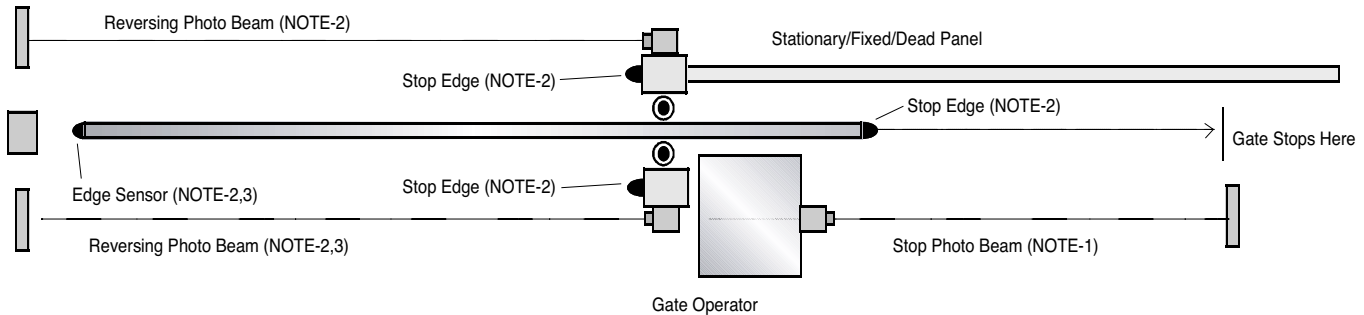 Reversing Photo Beam (NOTE-2)
Stationary/Fixed/Dead Panel
Stop Edge (NOTE-2)
Stop Edge (NOTE-2)
Gate Stops Here
Edge Sensor (NOTE-2,3)
Stop Edge (NOTE-2)
Reversing Photo Beam (NOTE-2,3)
Stop Photo Beam (NOTE-1)
Gate Operator